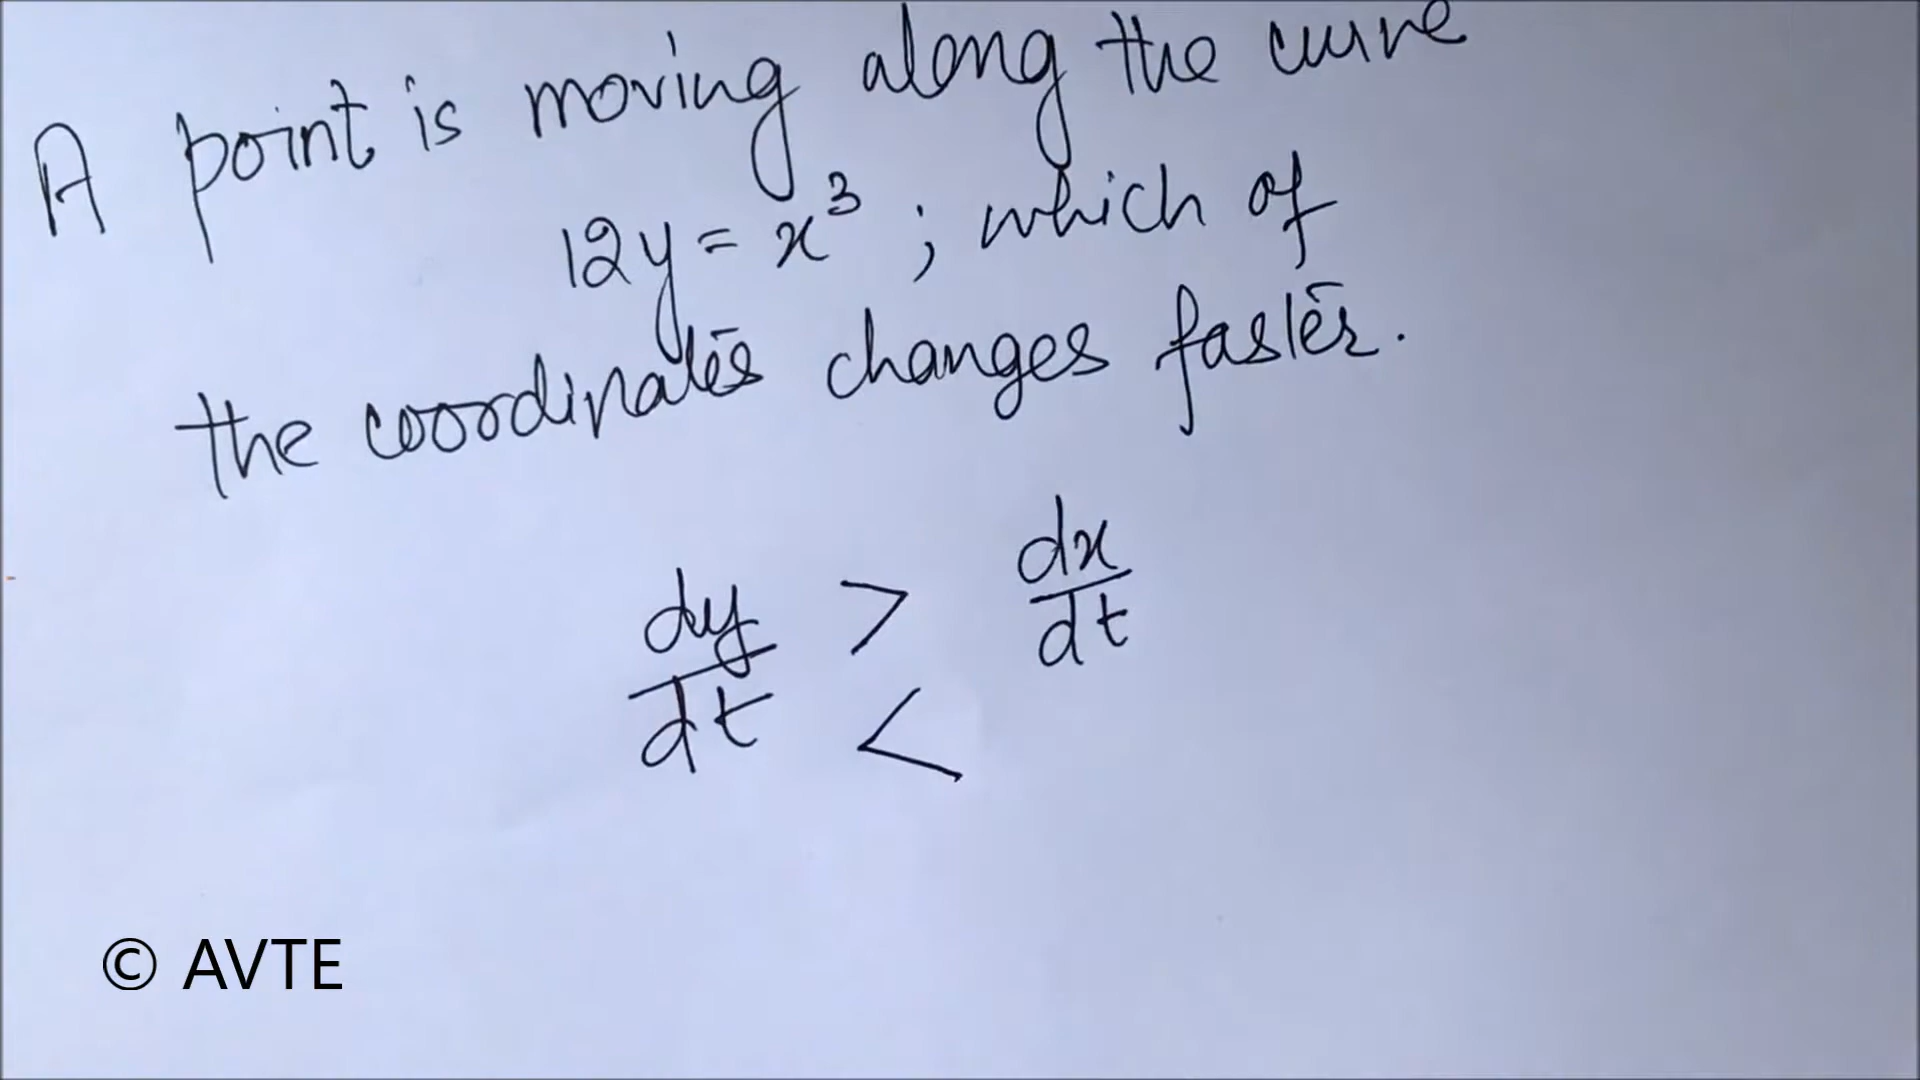 A point is moving along the curve
12y = x³ ; which of
the coordinates changes faster.
dy/dt > dx/dt
<
© AVTE